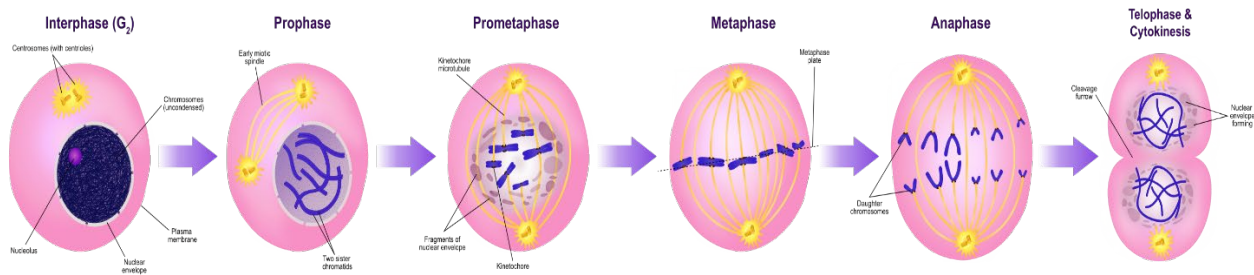 Interphase (G₂)
Centrosomes (with centrioles)
Chromosomes
(uncondensed)
Nucleolus
Nuclear
envelope
Plasma
membrane
Prophase
Early miotic
spindle
Two sister
chromatids
Prometaphase
Kinetochore
microtubule
Fragments of
nuclear envelope
Kinetochore
Metaphase
Metaphase
plate
Anaphase
Daughter
chromosomes
Telophase &
Cytokinesis
Cleavage
furrow
Nuclear
envelope
forming